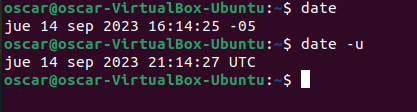 oscar@oscar-VirtualBox-Ubuntu:~$ date
jue 14 sep 2023 16:14:25 -05
oscar@oscar-VirtualBox-Ubuntu:~$ date -u
jue 14 sep 2023 21:14:27 UTC
oscar@oscar-VirtualBox-Ubuntu:~$